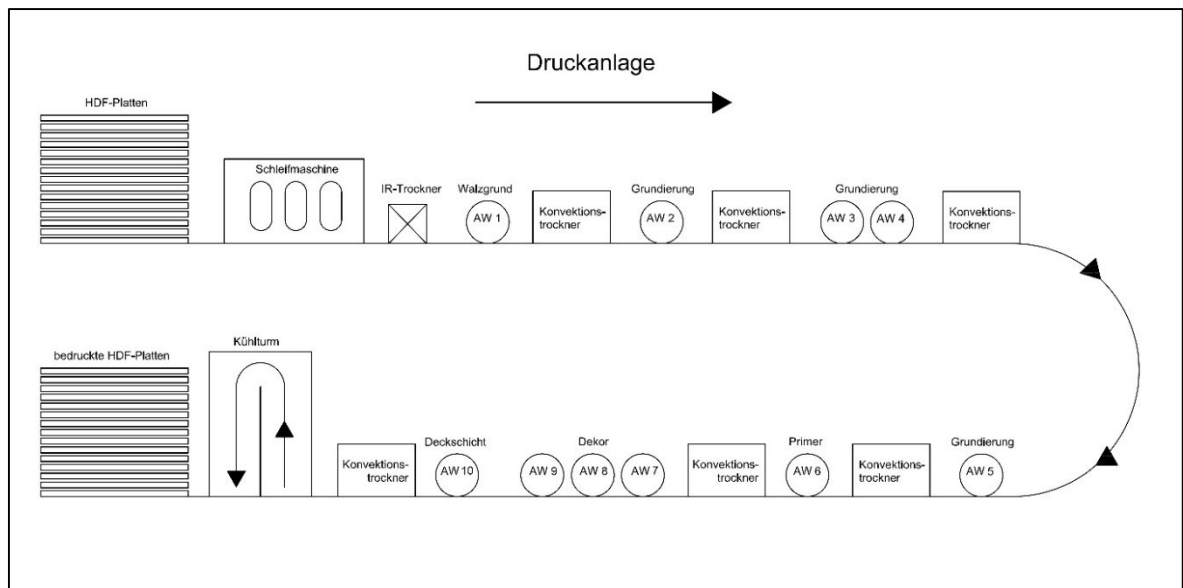 Druckanlage
HDF-Platten
Schleifmaschine
IR-Trockner
Walzgrund
Grundierung
Grundierung
AW 1
Konvektions-
trockner
AW 2
Konvektions-
trockner
AW 3
AW 4
Konvektions-
trockner
bedruckte HDF-Platten
Kühlturm
Deckschicht
Dekor
Primer
Grundierung
Konvektions-
trockner
AW 10
AW 9
AW 8
AW 7
Konvektions-
trockner
AW 6
Konvektions-
trockner
AW 5